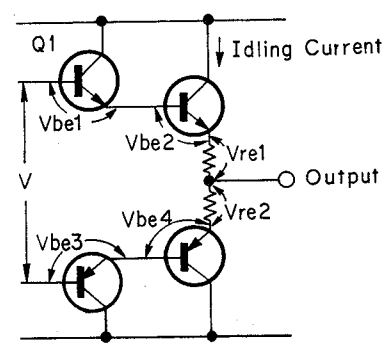 Q1
Idling Current
Vbe1
Vbe2
Vre1
V
Output
Vbe4
Vre2
Vbe3